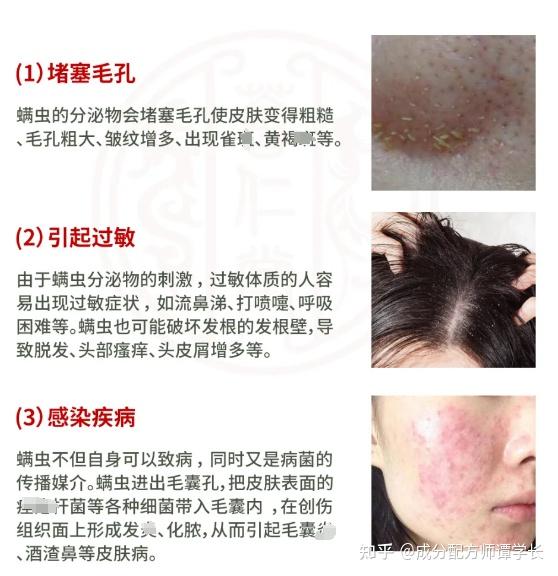 (1)堵塞毛孔
螨虫的分泌物会堵塞毛孔使皮肤变得粗糙
、毛孔粗大、皱纹增多、出现雀、黄褐等。
(2)引起过敏
由于螨虫分泌物的刺激，过敏体质的人容
易出现过敏症状，如流鼻涕、打喷嚏、呼吸
困难等。螨虫也可能破坏发根的发根壁,导
致脱发、头部瘙痒、头皮屑增多等。
(3)感染疾病
螨虫不但自身可以致病，同时又是病菌的
传播媒介。螨虫进出毛囊孔,把皮肤表面的
杆菌等各种细菌带入毛囊内，在创伤
组织面上形成发、化脓,从而引起毛囊
、酒渣鼻等皮肤病。
知乎 @成分配方师谭学长